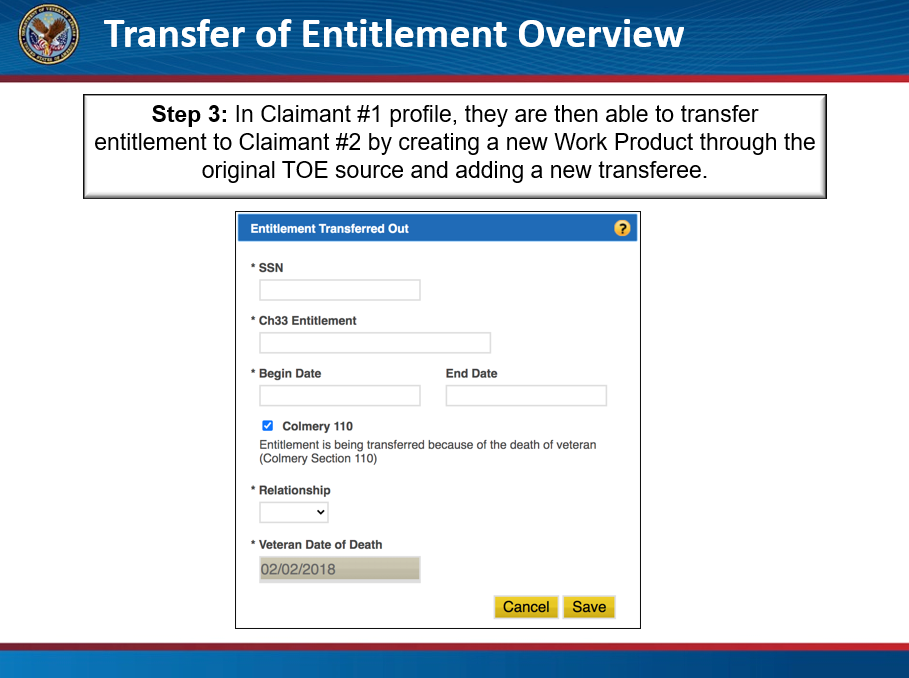 Transfer of Entitlement Overview
Step 3: In Claimant #1 profile, they are then able to transfer
entitlement to Claimant #2 by creating a new Work Product through the
original TOE source and adding a new transferee.
Entitlement Transferred Out
?
* SSN
* Ch33 Entitlement
* Begin Date
End Date
Colmery 110
Entitlement is being transferred because of the death of veteran
(Colmery Section 110)
* Relationship
* Veteran Date of Death
02/02/2018
Cancel
Save